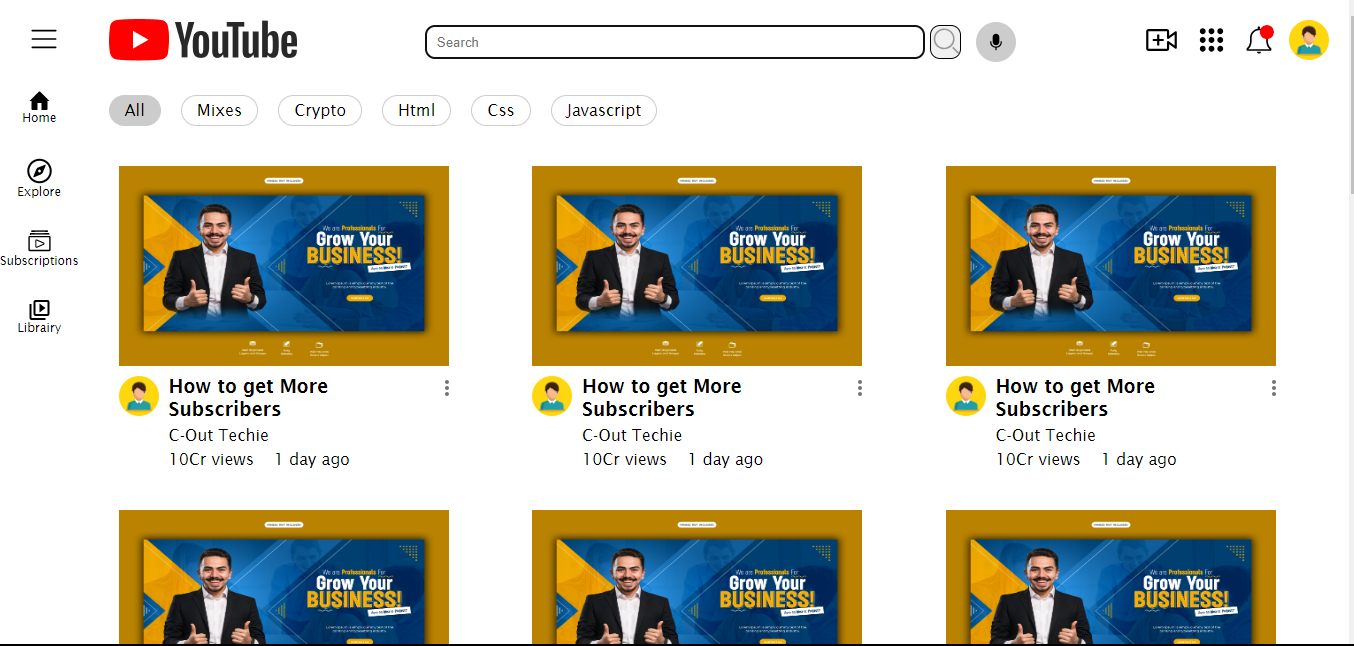 YouTube
Search
All Mixes Crypto Html Css Javascript
Home
Explore
Subscriptions
Librairy
We are Professionals For
Grow Your
BUSINESS!
We are Professionals For
Grow Your
BUSINESS!
We are Professionals For
Grow Your
BUSINESS!
How to get More
Subscribers
C-Out Techie
10Cr views 1 day ago
How to get More
Subscribers
C-Out Techie
10Cr views 1 day ago
How to get More
Subscribers
C-Out Techie
10Cr views 1 day ago
We are Professionals For
Grow Your
BUSINESS!
We are Professionals For
Grow Your
BUSINESS!
We are Professionals For
Grow Your
BUSINESS!